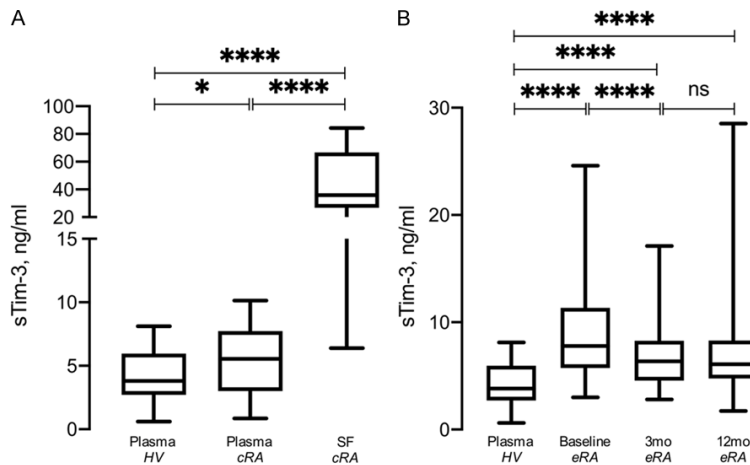 A
****
*
****
sTim-3, ng/ml
100
80
60
40
20
15
10
5
0
Plasma
HV
Plasma
cRA
SF
cRA
B
****
****
****
****
ns
sTim-3, ng/ml
30
20
10
0
Plasma
HV
Baseline
eRA
3mo
eRA
12mo
eRA